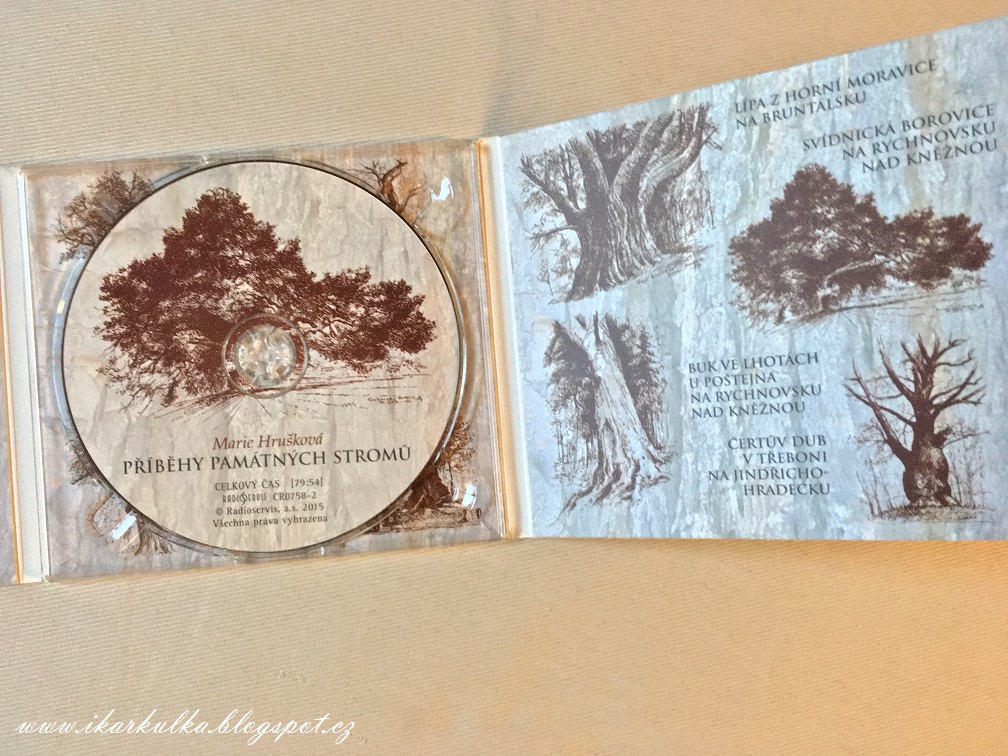 Marie Hrušková
PŘÍBĚHY PAMÁTNÝCH STROMŮ
CELKOVÝ ČAS [79:54]
RADIOSERVIS CR0758-2
© Radioservis, a.s. 2015
Všechna práva vyhrazena
LÍPA Z HORNÍ MORAVICE
NA BRUNTÁLSKU
SVÍDNICKÁ BOROVICE
NA RYCHNOVSKU
NAD KNĚŽNOU
BUK VE LHOTÁCH
U POŠTEJNA
NA RYCHNOVSKU
NAD KNĚŽNOU
ČERTŮV DUB
V TŘEBONI
NA JINDŘICHO-
HRADECKU
www.ikarkulka.blogspot.cz